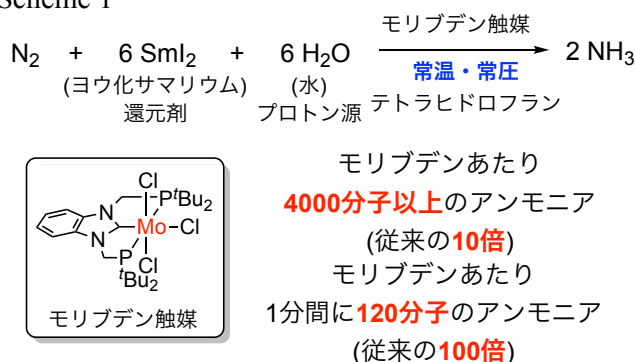 Scheme 1
モリブデン触媒
N2 + 6 SmI2 + 6 H2O 2 NH3
常温・常圧
(ヨウ化サマリウム) (水)
還元剤 プロトン源 テトラヒドロフラン
Cl
PtBu2
N
Mo Cl
N
P Cl
tBu2
モリブデン触媒
モリブデンあたり
4000分子以上のアンモニア
(従来の10倍)
モリブデンあたり
1分間に120分子のアンモニア
(従来の100倍)